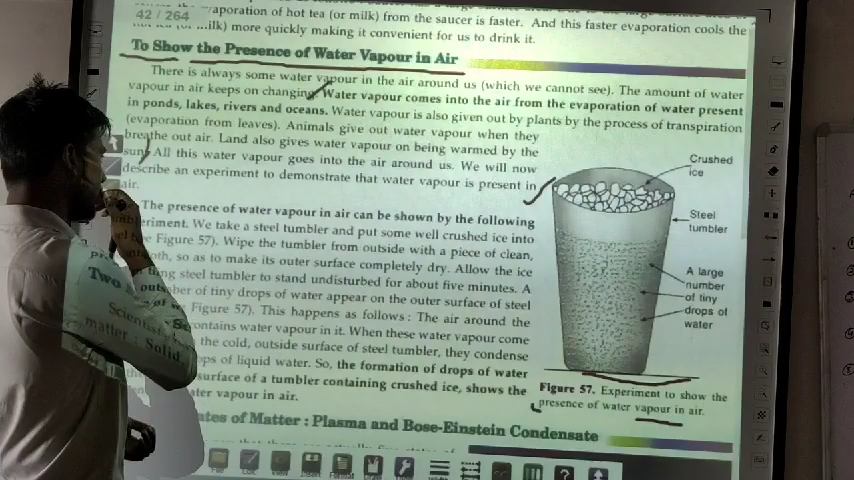 42 / 264
aporation of hot tea (or milk) from the saucer is faster. And this faster evaporation cools the
milk) more quickly making it convenient for us to drink it.
To Show the Presence of Water Vapour in Air
There is always some water vapour in the air around us (which we cannot see). The amount of water
vapour in air keeps on changing. Water vapour comes into the air from the evaporation of water present
in ponds, lakes, rivers and oceans. Water vapour is also given out by plants by the process of transpiration
(evaporation from leaves). Animals give out water vapour when they
breathe out air. Land also gives water vapour on being warmed by the
sun. All this water vapour goes into the air around us. We will now
describe an experiment to demonstrate that water vapour is present in
air.
The presence of water vapour in air can be shown by the following
eriment. We take a steel tumbler and put some well crushed ice into
Figure 57). Wipe the tumbler from outside with a piece of clean,
so as to make its outer surface completely dry. Allow the ice
steel tumbler to stand undisturbed for about five minutes. A
ber of tiny drops of water appear on the outer surface of steel
Figure 57). This happens as follows : The air around the
contains water vapour in it. When these water vapour come
the cold, outside surface of steel tumbler, they condense
ops of liquid water. So, the formation of drops of water
surface of a tumbler containing crushed ice, shows the
ter vapour in air.
Two
Scientist
matter : Solid,
Crushed
ice
Steel
tumbler
A large
number
of tiny
drops of
water
Figure 57. Experiment to show the
presence of water vapour in air.
ates of Matter : Plasma and Bose-Einstein Condensate